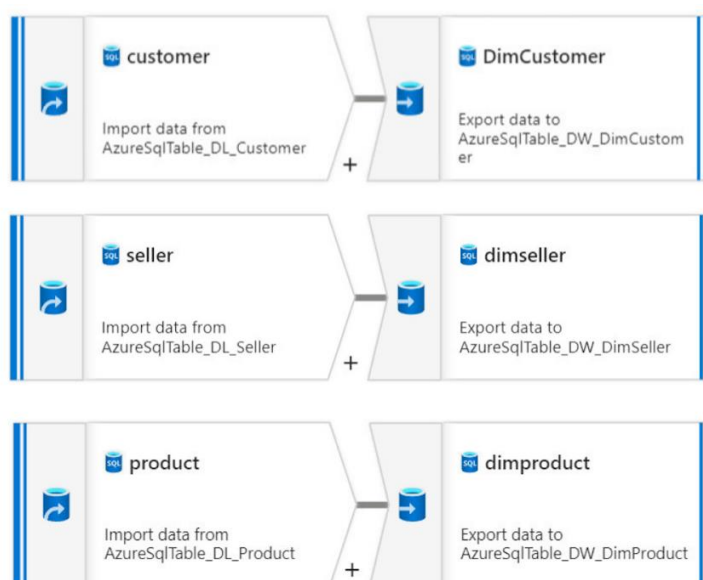 customer
Import data from
AzureSqlTable_DL_Customer
+
DimCustomer
Export data to
AzureSqlTable_DW_DimCustom
er
seller
Import data from
AzureSqlTable_DL_Seller
+
dimseller
Export data to
AzureSqlTable_DW_DimSeller
product
Import data from
AzureSqlTable_DL_Product
+
dimproduct
Export data to
AzureSqlTable_DW_DimProduct